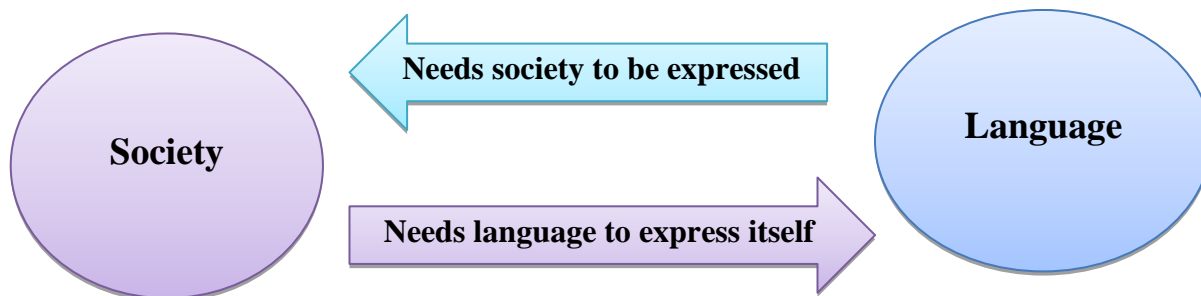 Needs society to be expressed
Society
Language
Needs language to express itself